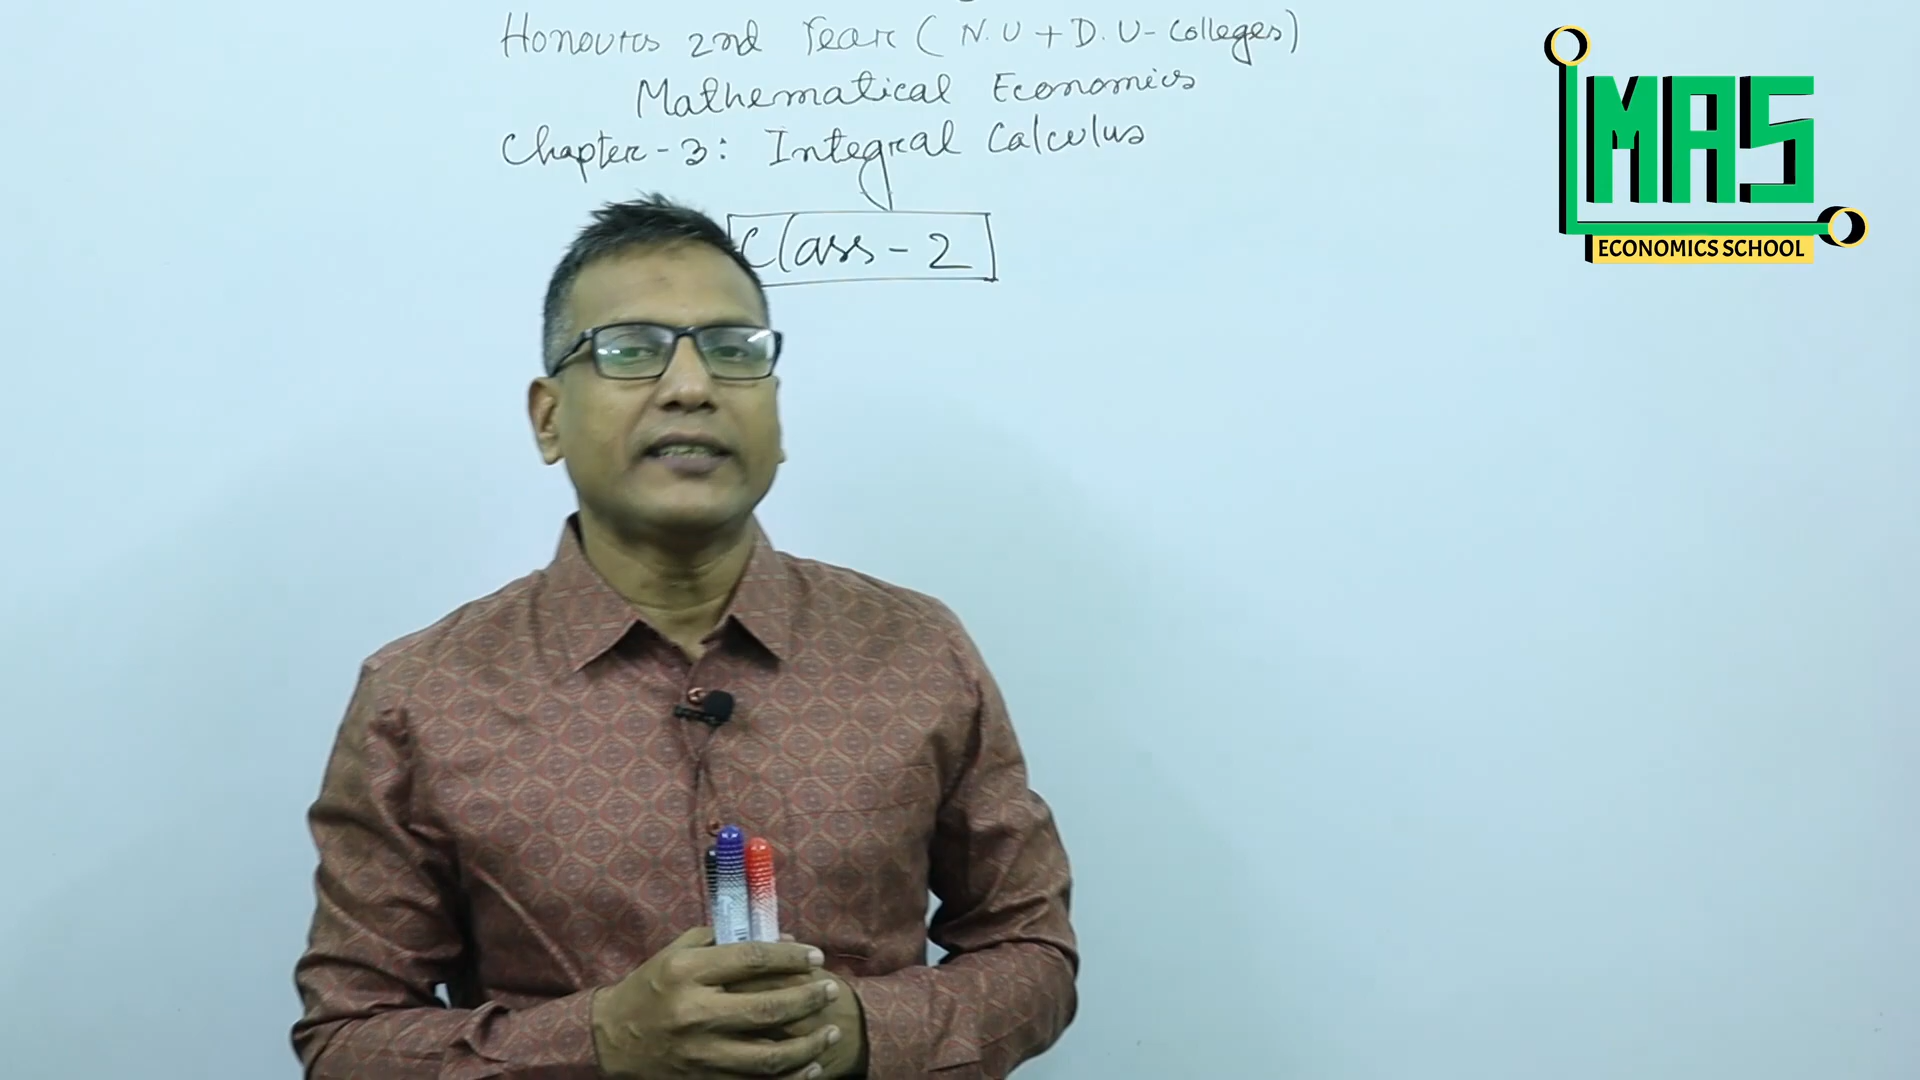 Honours 2nd Year ( N.U + D.U - Colleges)
Mathematical Economics
Chapter - 3: Integral Calculus
Class - 2
MAS
ECONOMICS SCHOOL